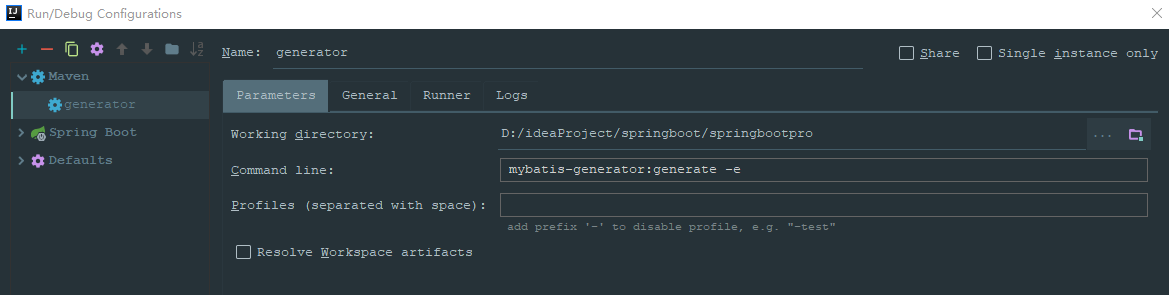 Run/Debug Configurations
Name: generator
Share
Single instance only
Maven
generator
Spring Boot
Defaults
Parameters General Runner Logs
Working directory: D:/ideaProject/springboot/springbootpro ...
Command line: mybatis-generator:generate -e
Profiles (separated with space):
add prefix '-' to disable profile, e.g. "-test"
Resolve Workspace artifacts